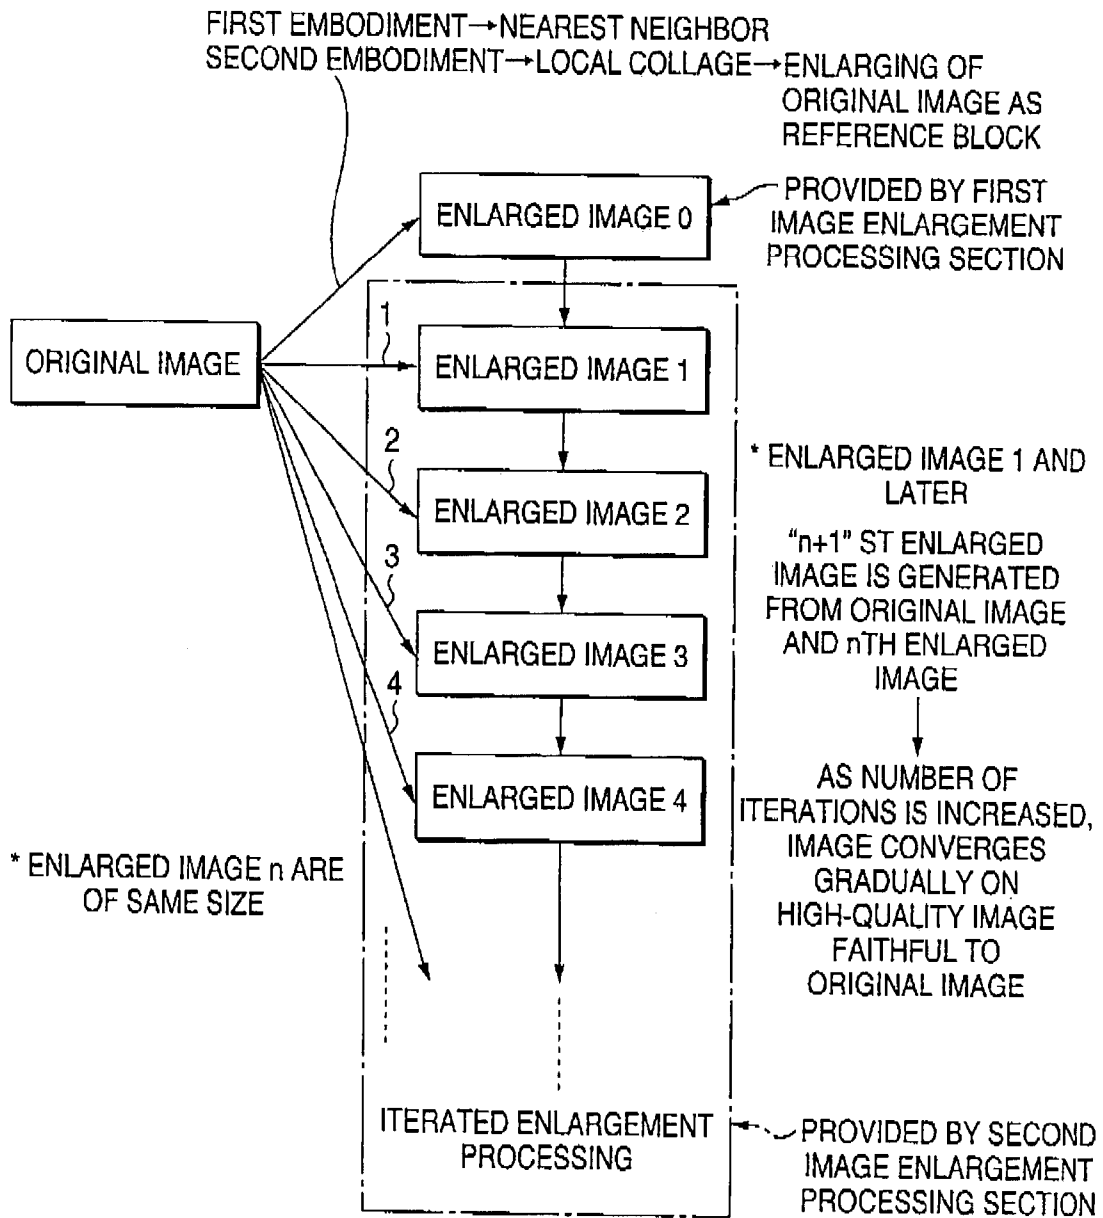 FIRST EMBODIMENT→NEAREST NEIGHBOR
SECOND EMBODIMENT→LOCAL COLLAGE→ENLARGING OF
ORIGINAL IMAGE AS
REFERENCE BLOCK
ENLARGED IMAGE 0
PROVIDED BY FIRST
IMAGE ENLARGEMENT
PROCESSING SECTION
ORIGINAL IMAGE
1
ENLARGED IMAGE 1
2
ENLARGED IMAGE 2
* ENLARGED IMAGE 1 AND
LATER
"n+1" ST ENLARGED
IMAGE IS GENERATED
FROM ORIGINAL IMAGE
AND nTH ENLARGED
IMAGE
3
ENLARGED IMAGE 3
4
ENLARGED IMAGE 4
AS NUMBER OF
ITERATIONS IS INCREASED,
IMAGE CONVERGES
GRADUALLY ON
HIGH-QUALITY IMAGE
FAITHFUL TO
ORIGINAL IMAGE
* ENLARGED IMAGE n ARE
OF SAME SIZE
ITERATED ENLARGEMENT
PROCESSING
PROVIDED BY SECOND
IMAGE ENLARGEMENT
PROCESSING SECTION